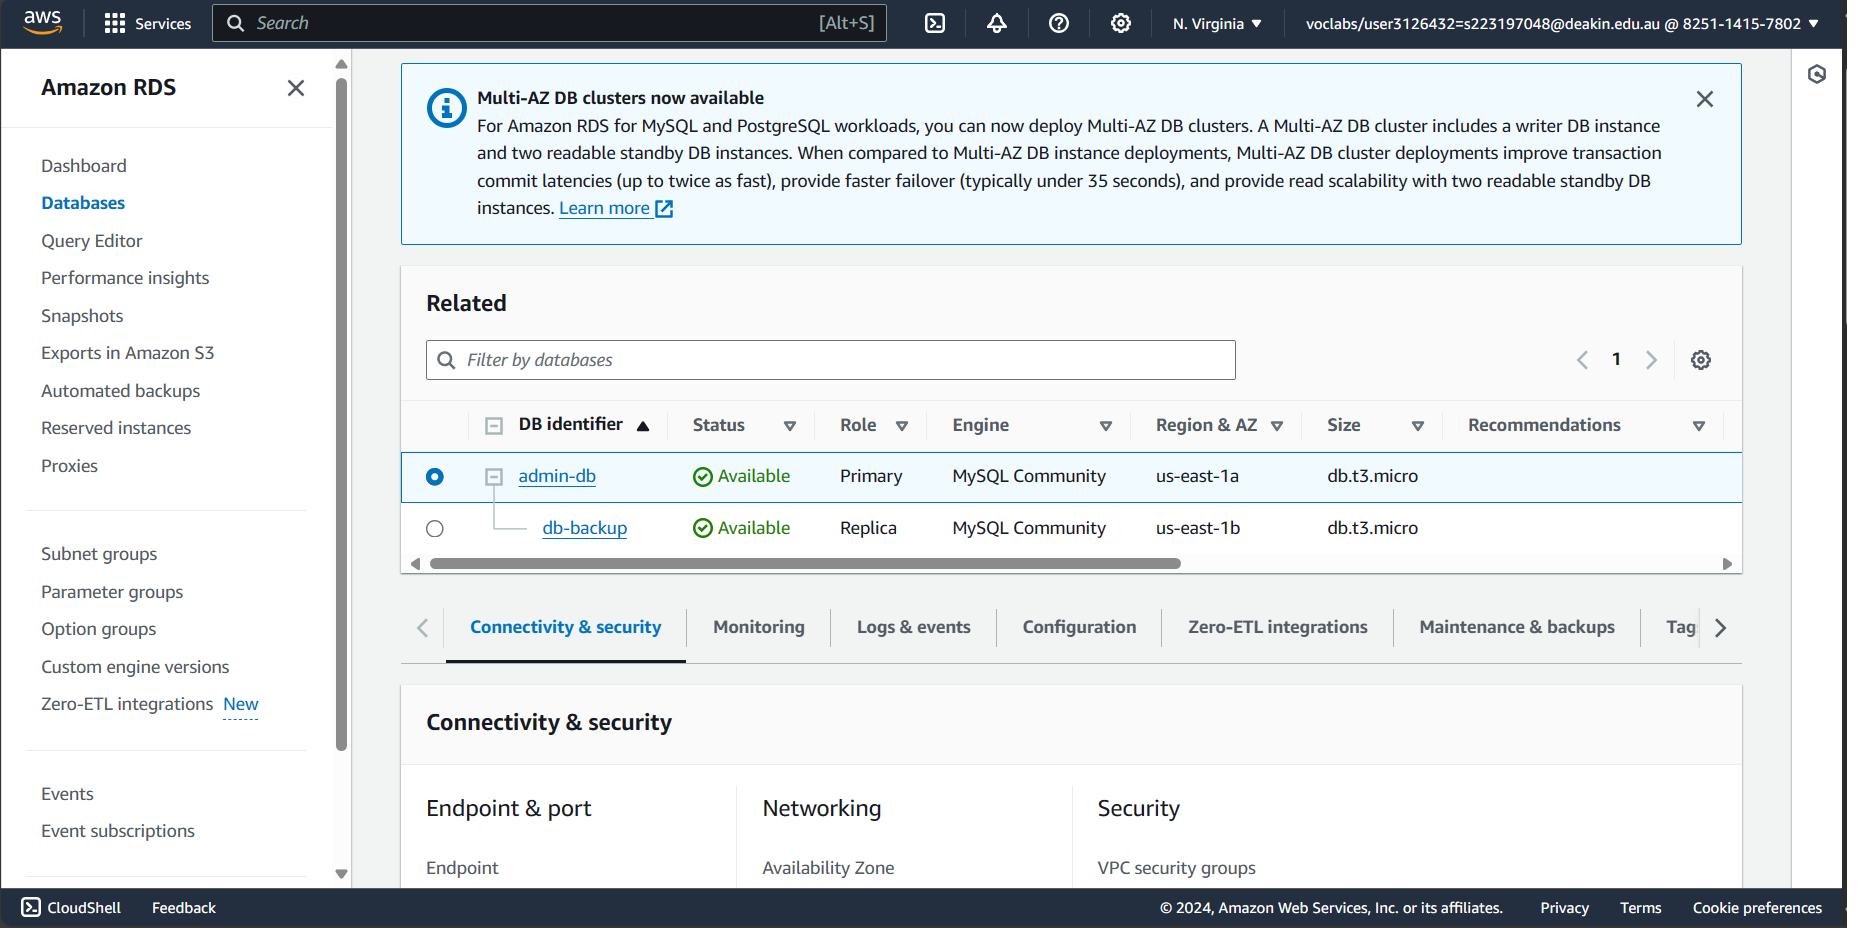 aws
Services
Search
[Alt+S]
N. Virginia
voclabs/user3126432=s223197048@deakin.edu.au @ 8251-1415-7802
Amazon RDS
Dashboard
Databases
Query Editor
Performance insights
Snapshots
Exports in Amazon S3
Automated backups
Reserved instances
Proxies
Subnet groups
Parameter groups
Option groups
Custom engine versions
Zero-ETL integrations New
Events
Event subscriptions
Multi-AZ DB clusters now available
For Amazon RDS for MySQL and PostgreSQL workloads, you can now deploy Multi-AZ DB clusters. A Multi-AZ DB cluster includes a writer DB instance
and two readable standby DB instances. When compared to Multi-AZ DB instance deployments, Multi-AZ DB cluster deployments improve transaction
commit latencies (up to twice as fast), provide faster failover (typically under 35 seconds), and provide read scalability with two readable standby DB
instances. Learn more
Related
Filter by databases
1
DB identifier Status Role Engine Region & AZ Size Recommendations
admin-db Available Primary MySQL Community us-east-1a db.t3.micro
db-backup Available Replica MySQL Community us-east-1b db.t3.micro
Connectivity & security Monitoring Logs & events Configuration Zero-ETL integrations Maintenance & backups Tag
Connectivity & security
Endpoint & port
Endpoint
Networking
Availability Zone
Security
VPC security groups
CloudShell Feedback © 2024, Amazon Web Services, Inc. or its affiliates. Privacy Terms Cookie preferences